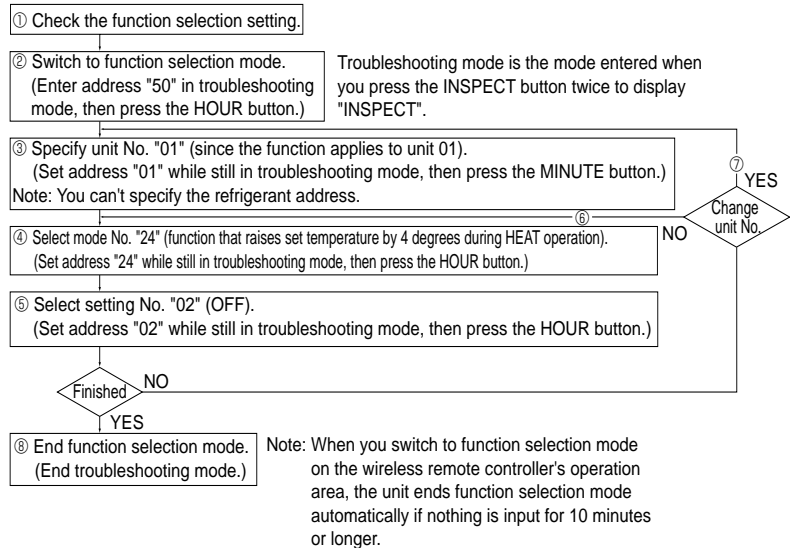 ① Check the function selection setting.
② Switch to function selection mode.
(Enter address "50" in troubleshooting
mode, then press the HOUR button.)
Troubleshooting mode is the mode entered when
you press the INSPECT button twice to display
"INSPECT".
③ Specify unit No. "01" (since the function applies to unit 01).
(Set address "01" while still in troubleshooting mode, then press the MINUTE button.)
Note: You can't specify the refrigerant address.
⑦
YES
Change
unit No.
⑥
NO
④ Select mode No. "24" (function that raises set temperature by 4 degrees during HEAT operation).
(Set address "24" while still in troubleshooting mode, then press the HOUR button.)
⑤ Select setting No. "02" (OFF).
(Set address "02" while still in troubleshooting mode, then press the HOUR button.)
Finished
NO
YES
⑧ End function selection mode.
(End troubleshooting mode.)
Note: When you switch to function selection mode
on the wireless remote controller's operation
area, the unit ends function selection mode
automatically if nothing is input for 10 minutes
or longer.